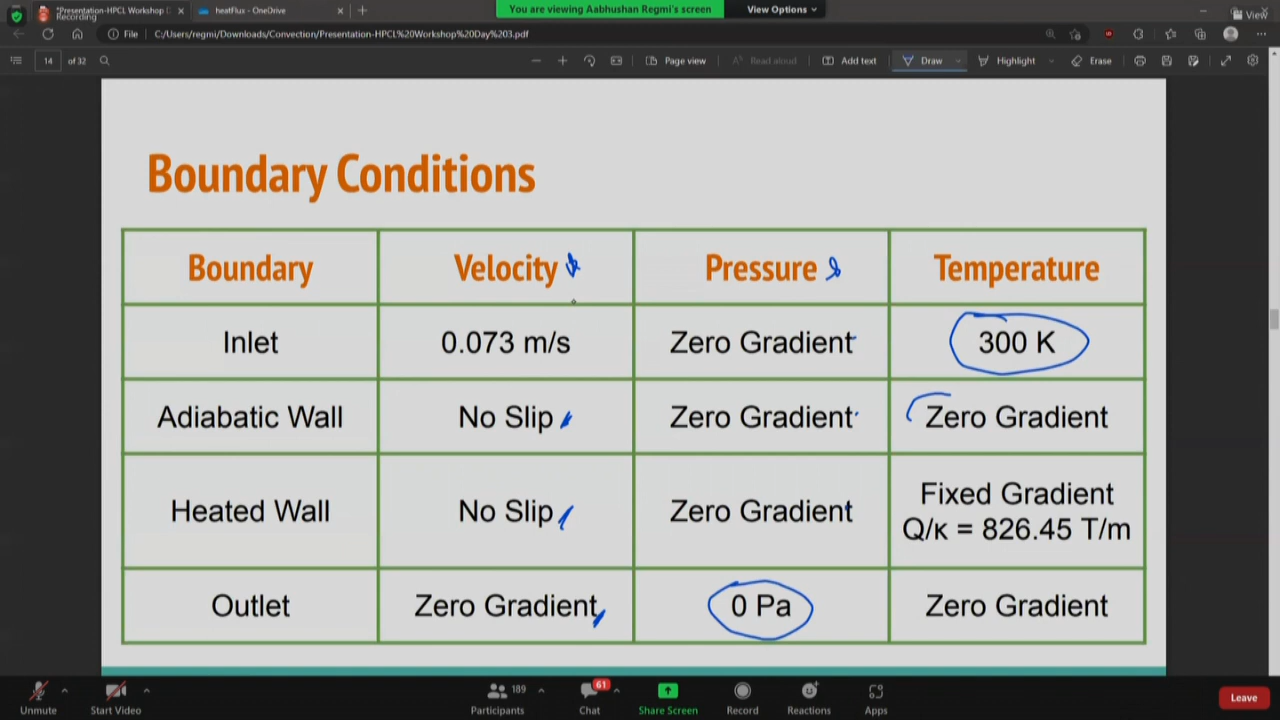 *Presentation-HPCL Workshop D
heatFlux - OneDrive
You are viewing Aabhushan Regmi's screen
View Options
View
Recording
File
C:/Users/regmi/Downloads/Convection/Presentation-HPCL%20Workshop%20Day%203.pdf
14 of 32
Page view
Read aloud
Add text
Draw
Highlight
Erase
Boundary Conditions
Boundary Velocity Pressure Temperature
Inlet 0.073 m/s Zero Gradient 300 K
Adiabatic Wall No Slip Zero Gradient Zero Gradient
Heated Wall No Slip Zero Gradient Fixed Gradient
Q/κ = 826.45 T/m
Outlet Zero Gradient 0 Pa Zero Gradient
Unmute
Start Video
189
Participants
61
Chat
Share Screen
Record
Reactions
Apps
Leave